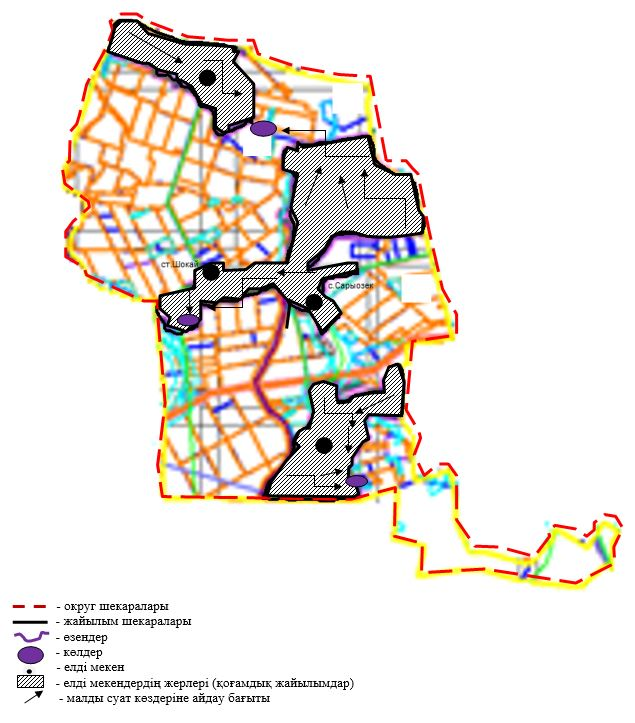 ст.Шокай
с.Сарыозек
- округ шекаралары
- жайылым шекаралары
- өзендер
- көлдер
- елді мекен
- елді мекендердің жерлері (қоғамдық жайылымдар)
- малды суат көздеріне айдау бағыты